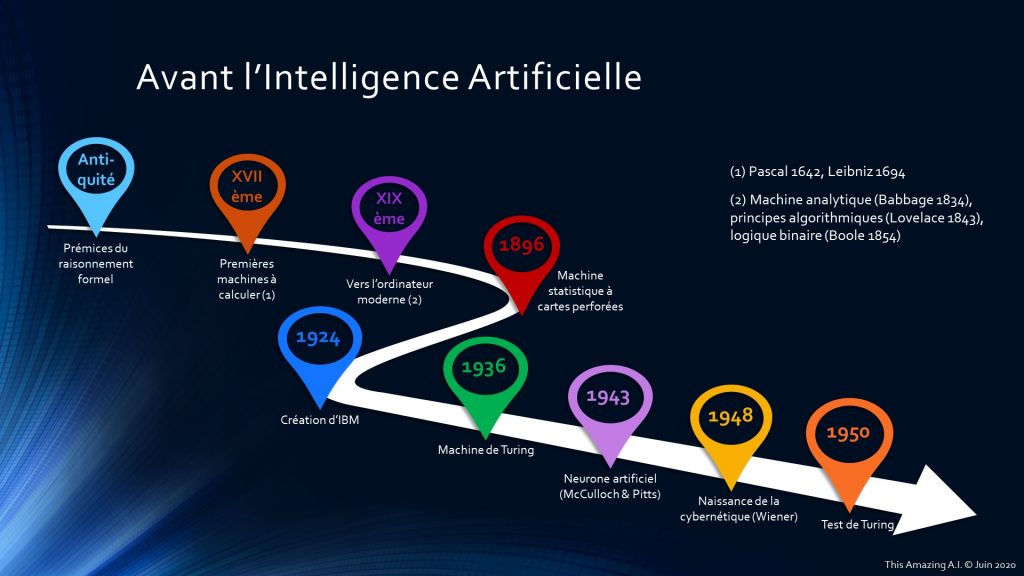 Avant l’Intelligence Artificielle
Anti-
quité
Prémices du
raisonnement
formel
XVII
ème
Premières
machines à
calculer (1)
XIX
ème
Vers l’ordinateur
moderne (2)
1896
Machine
statistique à
cartes perforées
(1) Pascal 1642, Leibniz 1694
(2) Machine analytique (Babbage 1834),
principes algorithmiques (Lovelace 1843),
logique binaire (Boole 1854)
1924
Création d’IBM
1936
Machine de Turing
1943
Neurone artificiel
(McCulloch & Pitts)
1948
Naissance de la
cybernétique (Wiener)
1950
Test de Turing
This Amazing A.I. © Juin 2020